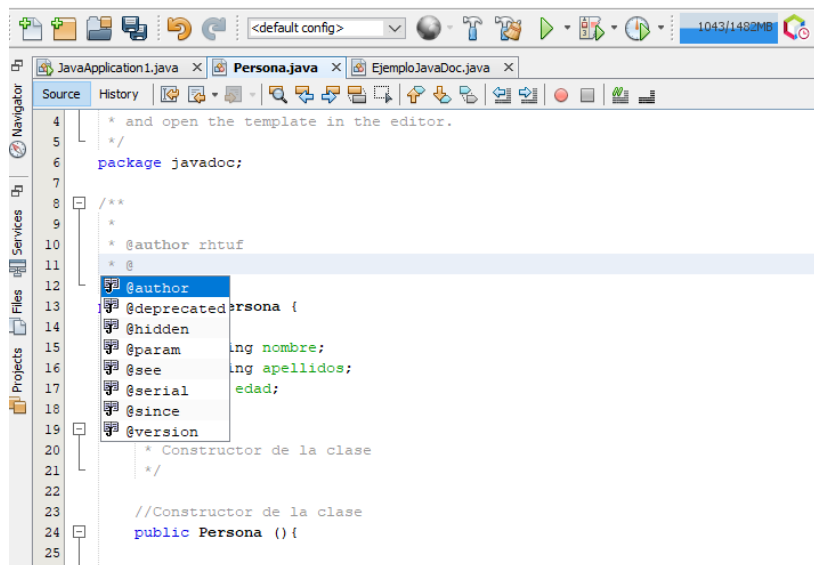 <default config>
1043/1482MB
JavaApplication1.java
Persona.java
EjemploJavaDoc.java
Source History
Navigator
Services
Files
Projects
4 * and open the template in the editor.
5 */
6 package javadoc;
7
8 /**
9 *
10 * @author rhtuf
11 * @
12
13 p ersona {
14
15 ing nombre;
16 ing apellidos;
17 edad;
18
19
20 * Constructor de la clase
21 */
22
23 //Constructor de la clase
24 public Persona (){
25
@author
@deprecated
@hidden
@param
@see
@serial
@since
@version